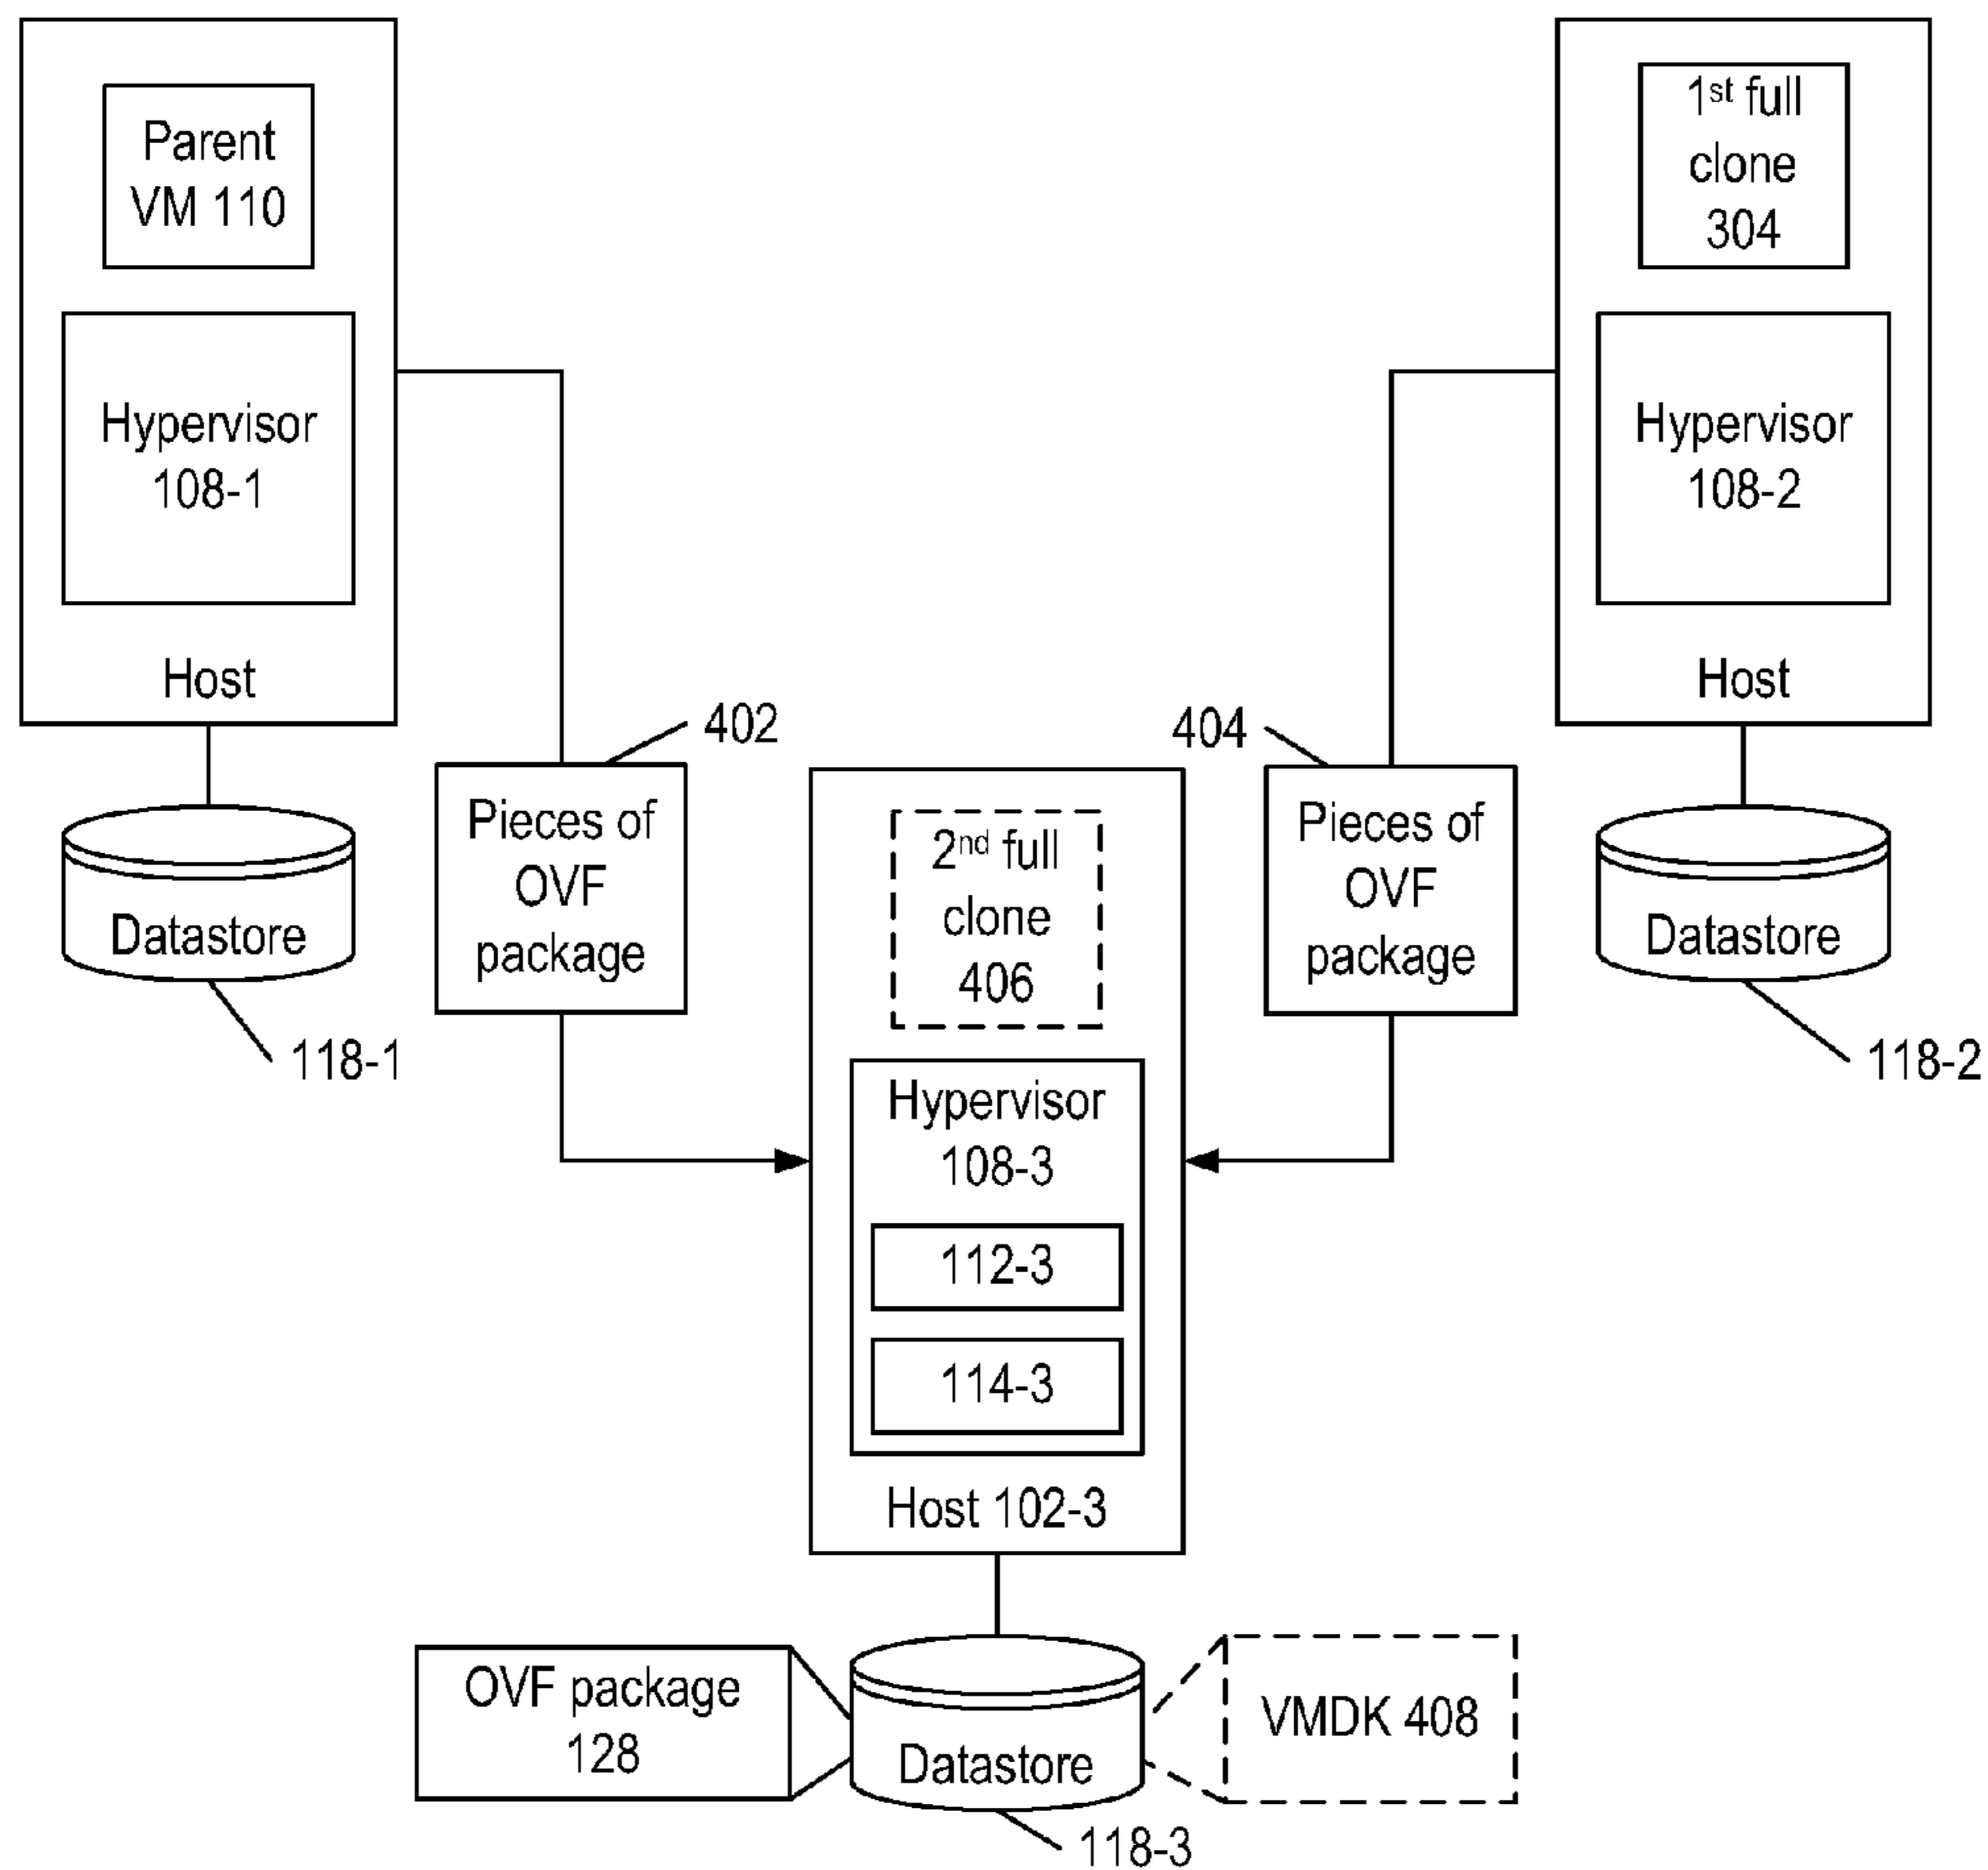 Parent
VM 110
Hypervisor
108-1
Host
Datastore
118-1
1st full
clone
304
Hypervisor
108-2
Host
Datastore
118-2
402
Pieces of
OVF
package
404
Pieces of
OVF
package
2nd full
clone
406
Hypervisor
108-3
112-3
114-3
Host 102-3
OVF package
128
Datastore
118-3
VMDK 408